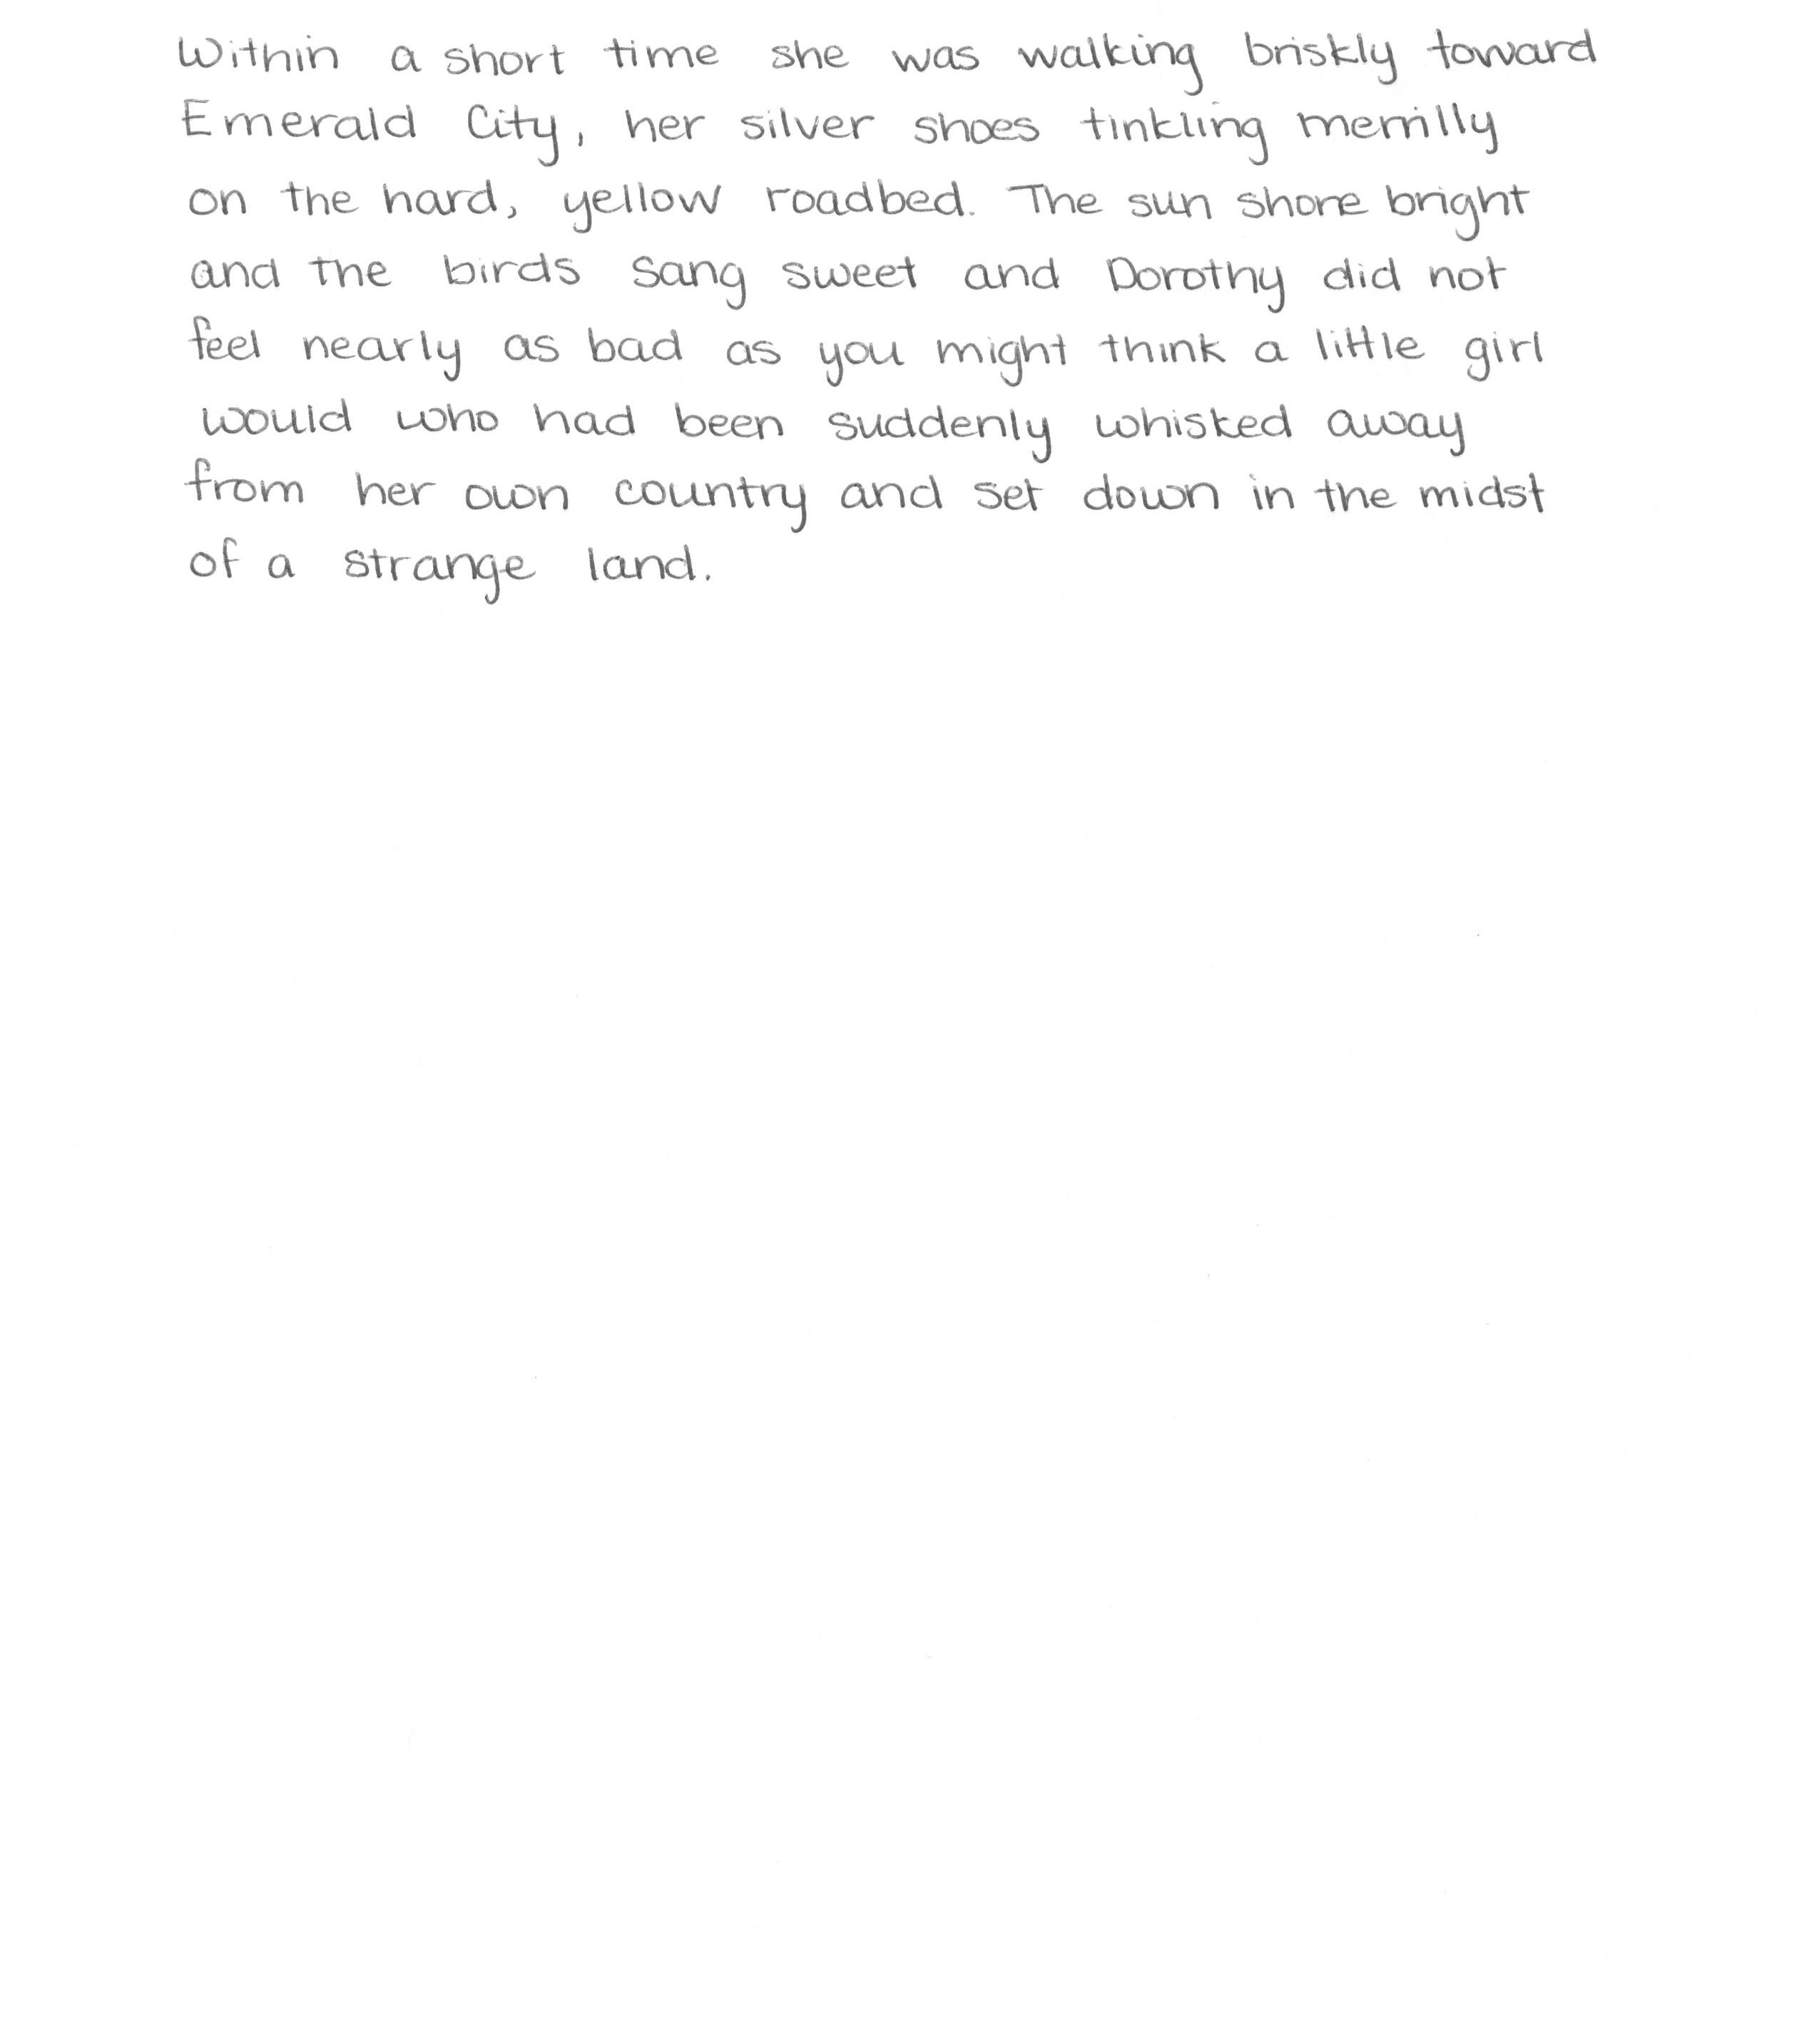 Within a short time she was walking briskly toward
Emerald City, her silver shoes tinkling merrilly
on the hard, yellow roadbed. The sun shone bright
and the birds sang sweet and Dorothy did not
feel nearly as bad as you might think a little girl
would who had been suddenly whisked away
from her own country and set down in the midst
of a strange land.